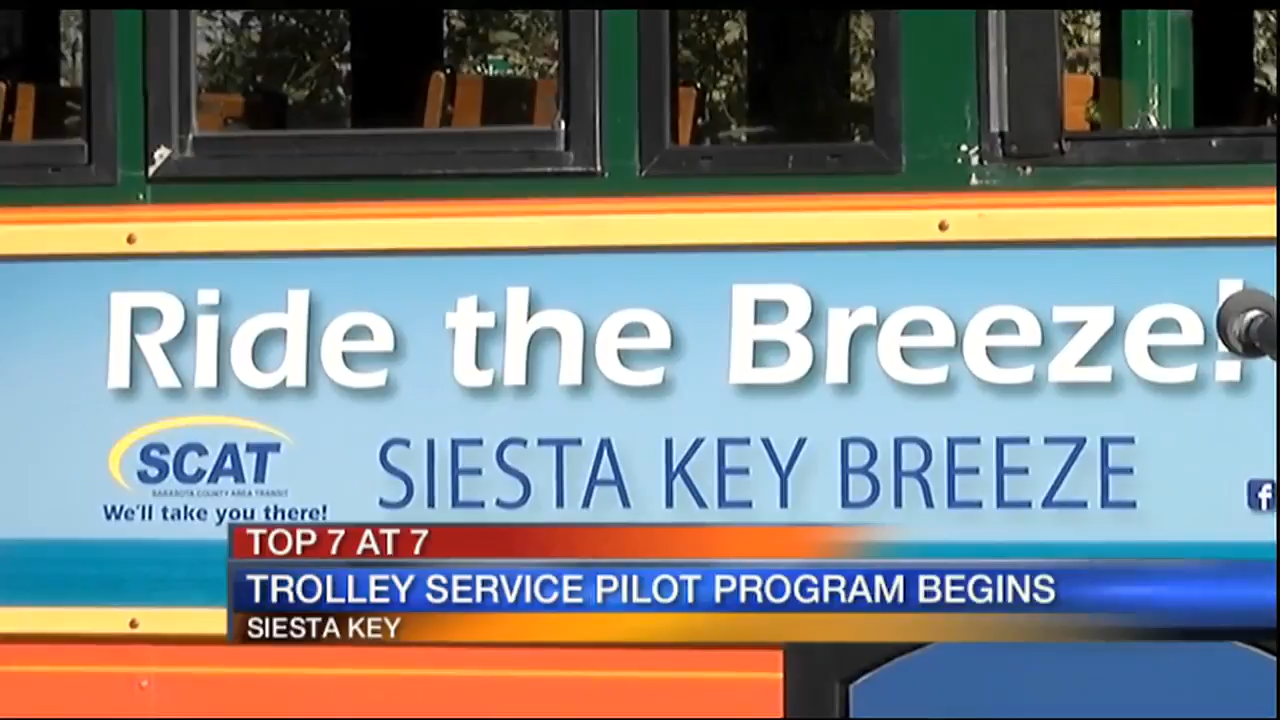 Ride the Breeze!
SCAT
SARASOTA COUNTY AREA TRANSIT
We'll take you there!
SIESTA KEY BREEZE
f
TOP 7 AT 7
TROLLEY SERVICE PILOT PROGRAM BEGINS
SIESTA KEY